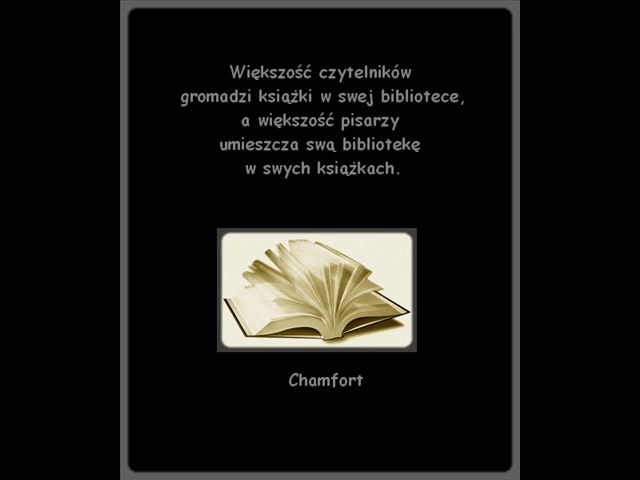 Większość czytelników
gromadzi książki w swej bibliotece,
a większość pisarzy
umieszcza swą bibliotekę
w swych książkach.
Chamfort